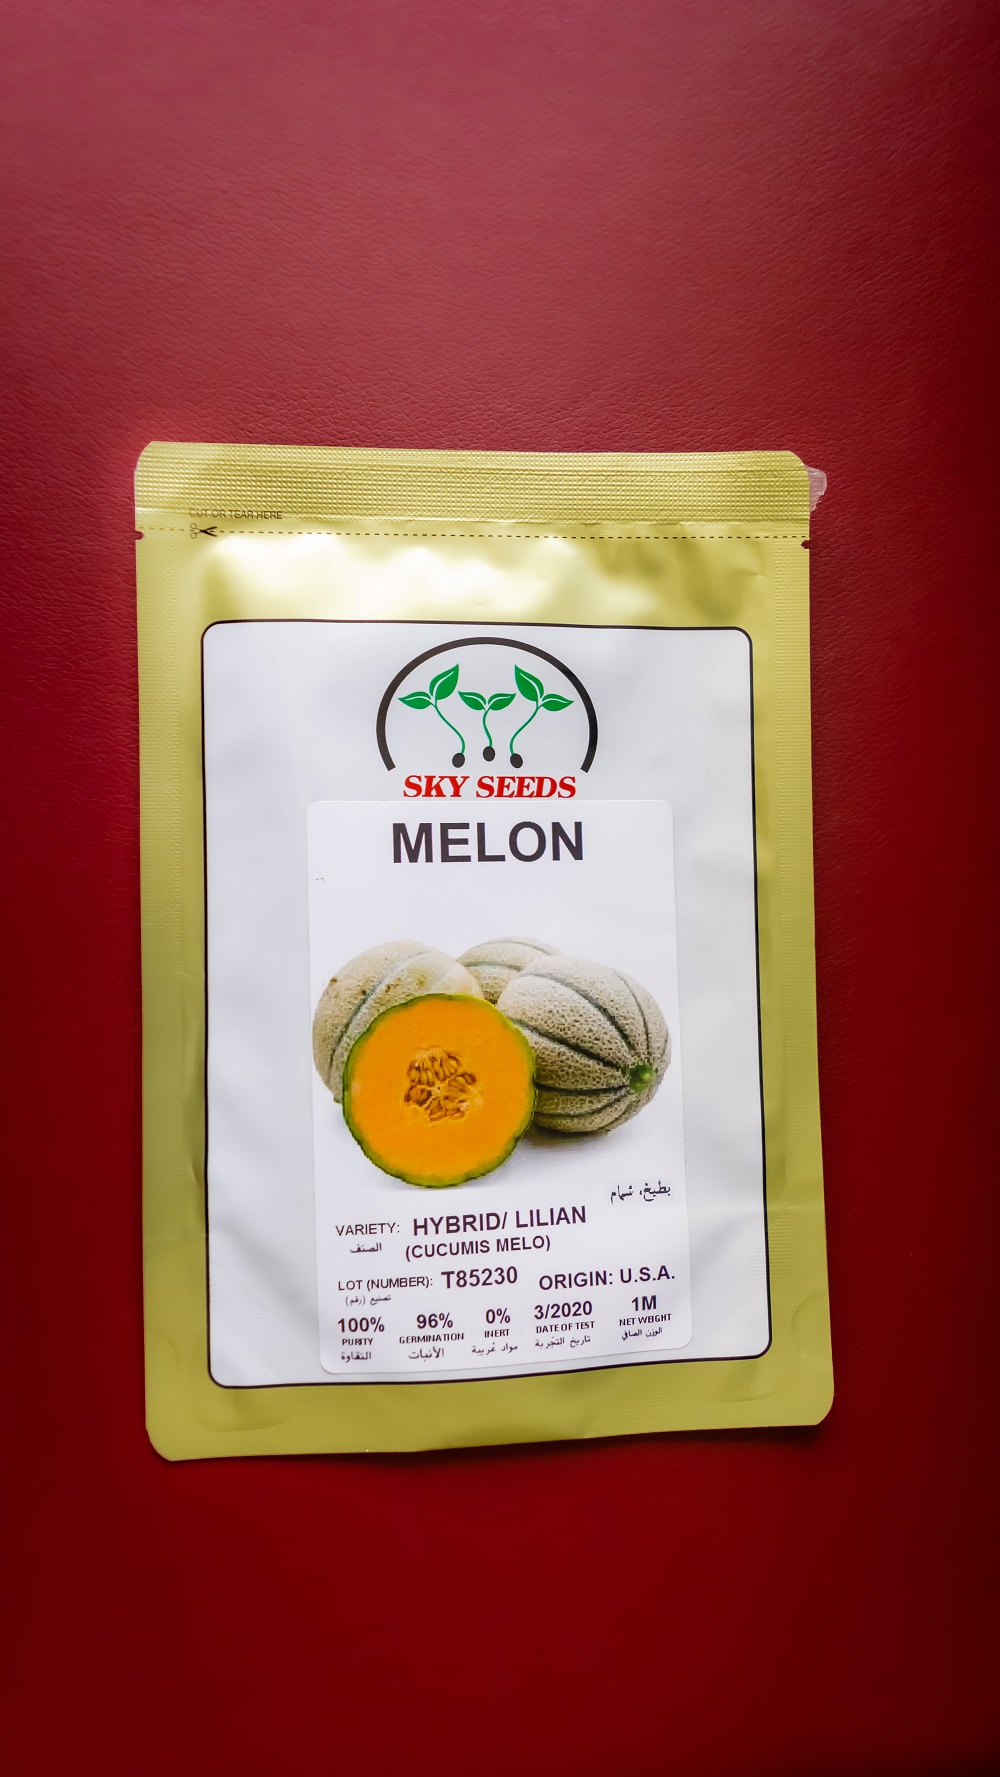 CUT OR TEAR HERE
SKY SEEDS
MELON
بطيخ، شمام
VARIETY: HYBRID/ LILIAN
الصنف (CUCUMIS MELO)
LOT (NUMBER): T85230 ORIGIN: U.S.A.
تصنيع (رقم)
100% 96% 0% 3/2020 1M
PURITY GERMINATION INERT DATE OF TEST NET WEIGHT
النقاوة الأنبات مواد غريبة تاريخ التجربة الوزن الصافي